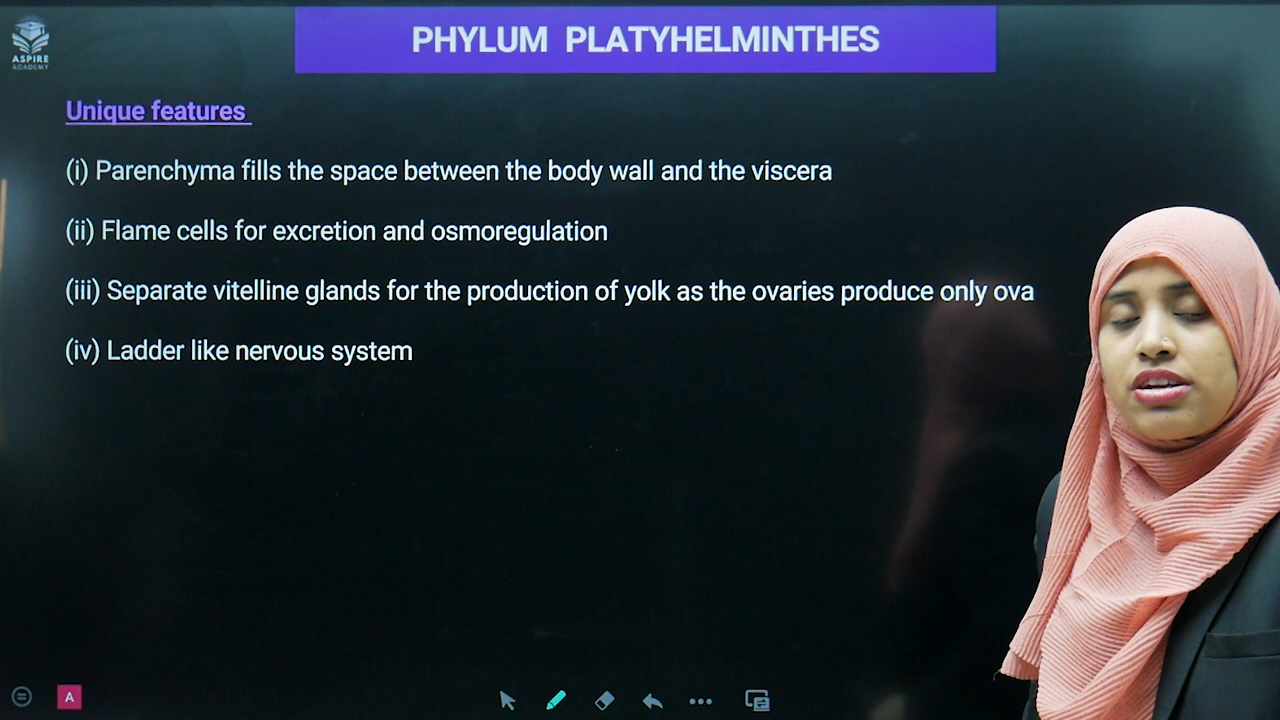 PHYLUM PLATYHELMINTHES
ASPIRE
ACADEMY
Unique features
(i) Parenchyma fills the space between the body wall and the viscera
(ii) Flame cells for excretion and osmoregulation
(iii) Separate vitelline glands for the production of yolk as the ovaries produce only ova
(iv) Ladder like nervous system
A